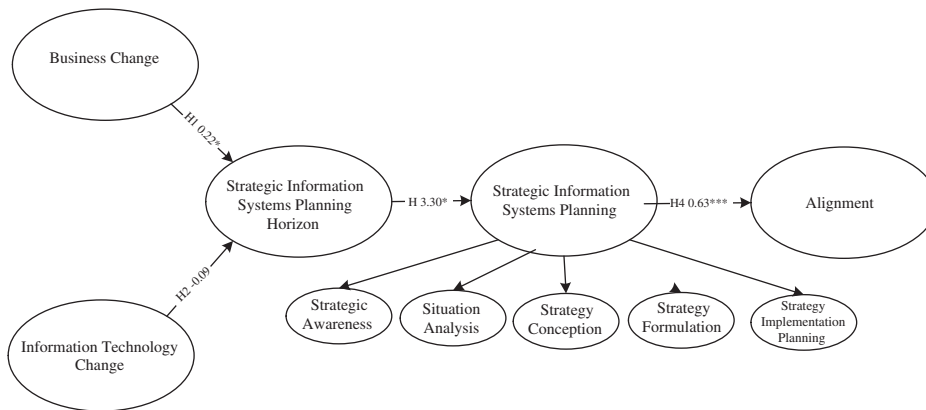 Business Change
H1 0.22*
Strategic Information
Systems Planning
Horizon
H 3.30*
Strategic Information
Systems Planning
H4 0.63***
Alignment
H2 -0.09
Information Technology
Change
Strategic
Awareness
Situation
Analysis
Strategy
Conception
Strategy
Formulation
Strategy
Implementation
Planning